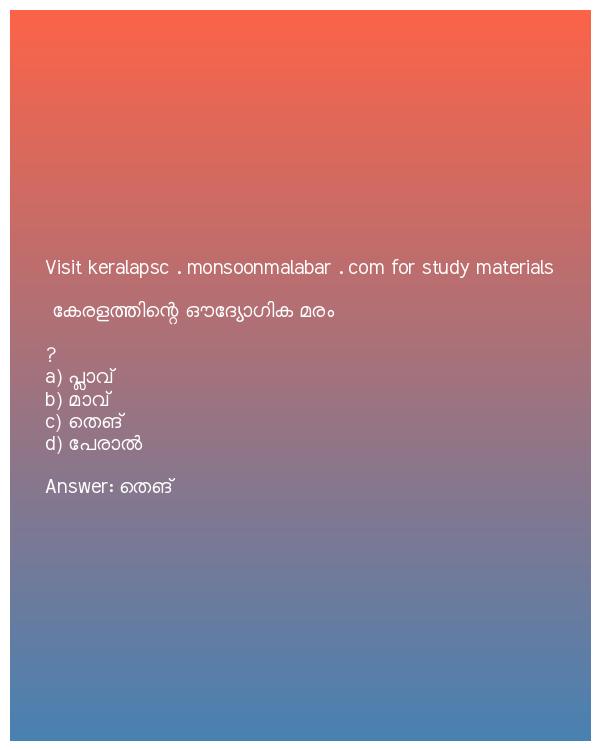 Visit keralapsc . monsoonmalabar . com for study materials
കേരളത്തിന്റെ ഔദ്യോഗിക മരം
?
a) പ്ലാവ്
b) മാവ്
c) തെങ്
d) പേരാൽ
Answer: തെങ്